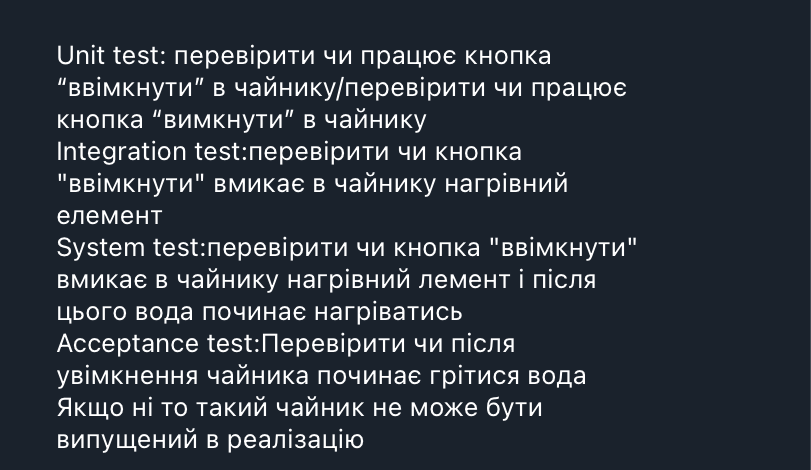 Unit test: перевірити чи працює кнопка
“ввімкнути” в чайнику/перевірити чи працює
кнопка “вимкнути” в чайнику
Integration test:перевірити чи кнопка
"ввімкнути" вмикає в чайнику нагрівний
елемент
System test:перевірити чи кнопка "ввімкнути"
вмикає в чайнику нагрівний лемент і після
цього вода починає нагріватись
Acceptance test:Перевірити чи після
увімкнення чайника починає грітися вода
Якщо ні то такий чайник не може бути
випущений в реалізацію